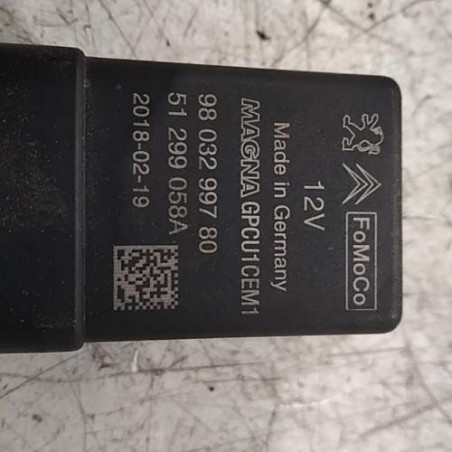 FoMoCo
12V
Made in Germany
MAGNA GPCU1CEM1
98 032 997 80
51 299 058A
2018-02-19